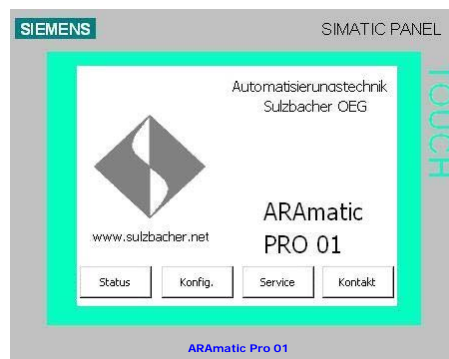 SIEMENS
SIMATIC PANEL
TOUCH
Automatisierungstechnik
Sulzbacher OEG
www.sulzbacher.net
ARAmatic
PRO 01
Status
Konfig.
Service
Kontakt
ARAmatic Pro 01